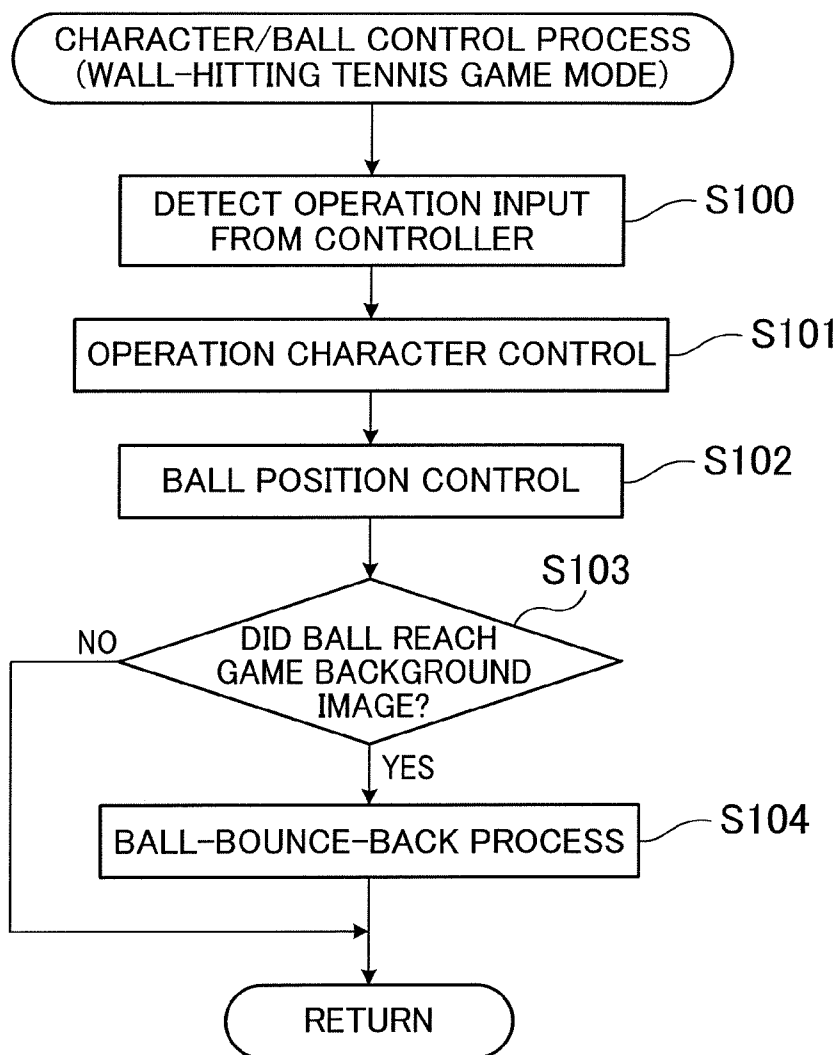 CHARACTER/BALL CONTROL PROCESS
(WALL-HITTING TENNIS GAME MODE)
DETECT OPERATION INPUT
FROM CONTROLLER
S100
OPERATION CHARACTER CONTROL
S101
BALL POSITION CONTROL
S102
S103
NO
DID BALL REACH
GAME BACKGROUND
IMAGE?
YES
BALL-BOUNCE-BACK PROCESS
S104
RETURN